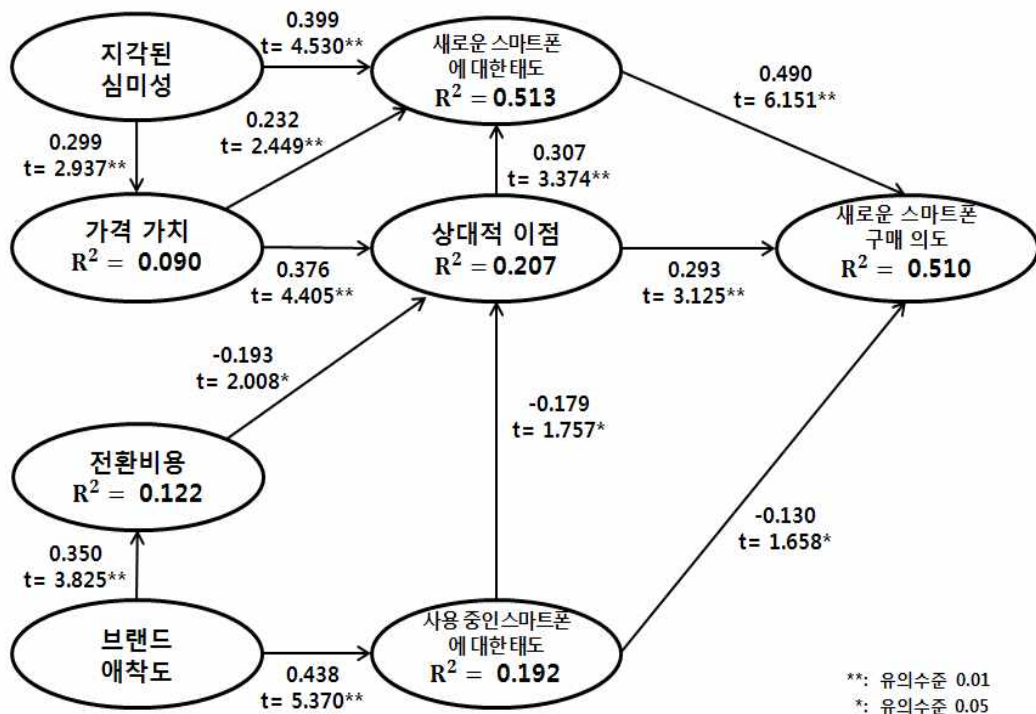 0.399
t= 4.530**
지각된
심미성
새로운 스마트폰
에 대한태도
R² = 0.513
0.490
t= 6.151**
0.299
t= 2.937**
0.232
t= 2.449**
0.307
t= 3.374**
가격 가치
R² = 0.090
상대적 이점
R² = 0.207
새로운 스마트폰
구매 의도
R² = 0.510
0.376
t= 4.405**
0.293
t= 3.125**
-0.193
t= 2.008*
-0.179
t= 1.757*
전환비용
R² = 0.122
-0.130
t= 1.658*
0.350
t= 3.825**
브랜드
애착도
사용 중인스마트폰
에 대한태도
R² = 0.192
0.438
t= 5.370**
**: 유의수준 0.01
*: 유의수준 0.05